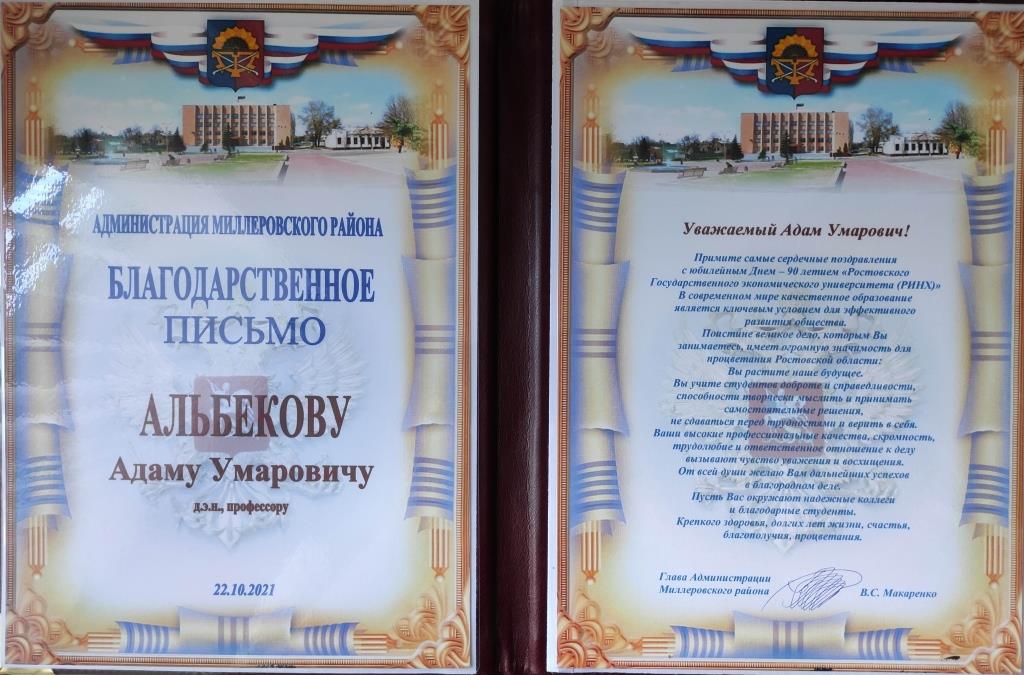 АДМИНИСТРАЦИЯ МИЛЛЕРОВСКОГО РАЙОНА
БЛАГОДАРСТВЕННОЕ
ПИСЬМО
АЛЬБЕКОВУ
Адаму Умаровичу
д.э.н., профессору
22.10.2021
Уважаемый Адам Умарович!
Примите самые сердечные поздравления
с юбилейным Днем – 90 летием «Ростовского
Государственного экономического университета (РИНХ)»
В современном мире качественное образование
является ключевым условием для эффективного
развития общества.
Поистине великое дело, которым Вы
занимаетесь, имеет огромную значимость для
процветания Ростовской области:
Вы растите наше будущее.
Вы учите студентов доброте и справедливости,
способности творчески мыслить и принимать
самостоятельные решения,
не сдаваться перед трудностями и верить в себя.
Ваши высокие профессиональные качества, скромность,
трудолюбие и ответственное отношение к делу
вызывают чувство уважения и восхищения.
От всей души желаю Вам дальнейших успехов
в благородном деле.
Пусть Вас окружают надежные коллеги
и благодарные студенты.
Крепкого здоровья, долгих лет жизни, счастья,
благополучия, процветания.
Глава Администрации
Миллеровского района
В.С. Макаренко